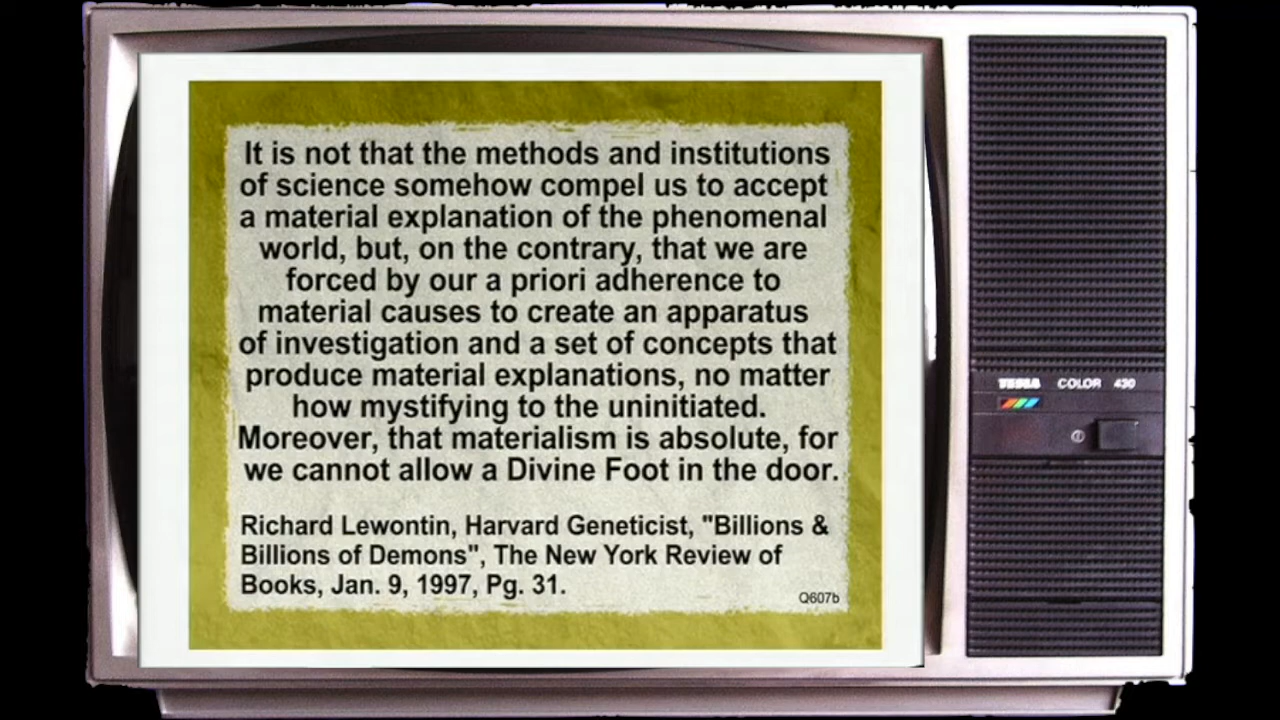 It is not that the methods and institutions
of science somehow compel us to accept
a material explanation of the phenomenal
world, but, on the contrary, that we are
forced by our a priori adherence to
material causes to create an apparatus
of investigation and a set of concepts that
produce material explanations, no matter
how mystifying to the uninitiated.
Moreover, that materialism is absolute, for
we cannot allow a Divine Foot in the door.
Richard Lewontin, Harvard Geneticist, "Billions &
Billions of Demons", The New York Review of
Books, Jan. 9, 1997, Pg. 31.
Q607b
TESLA COLOR 430